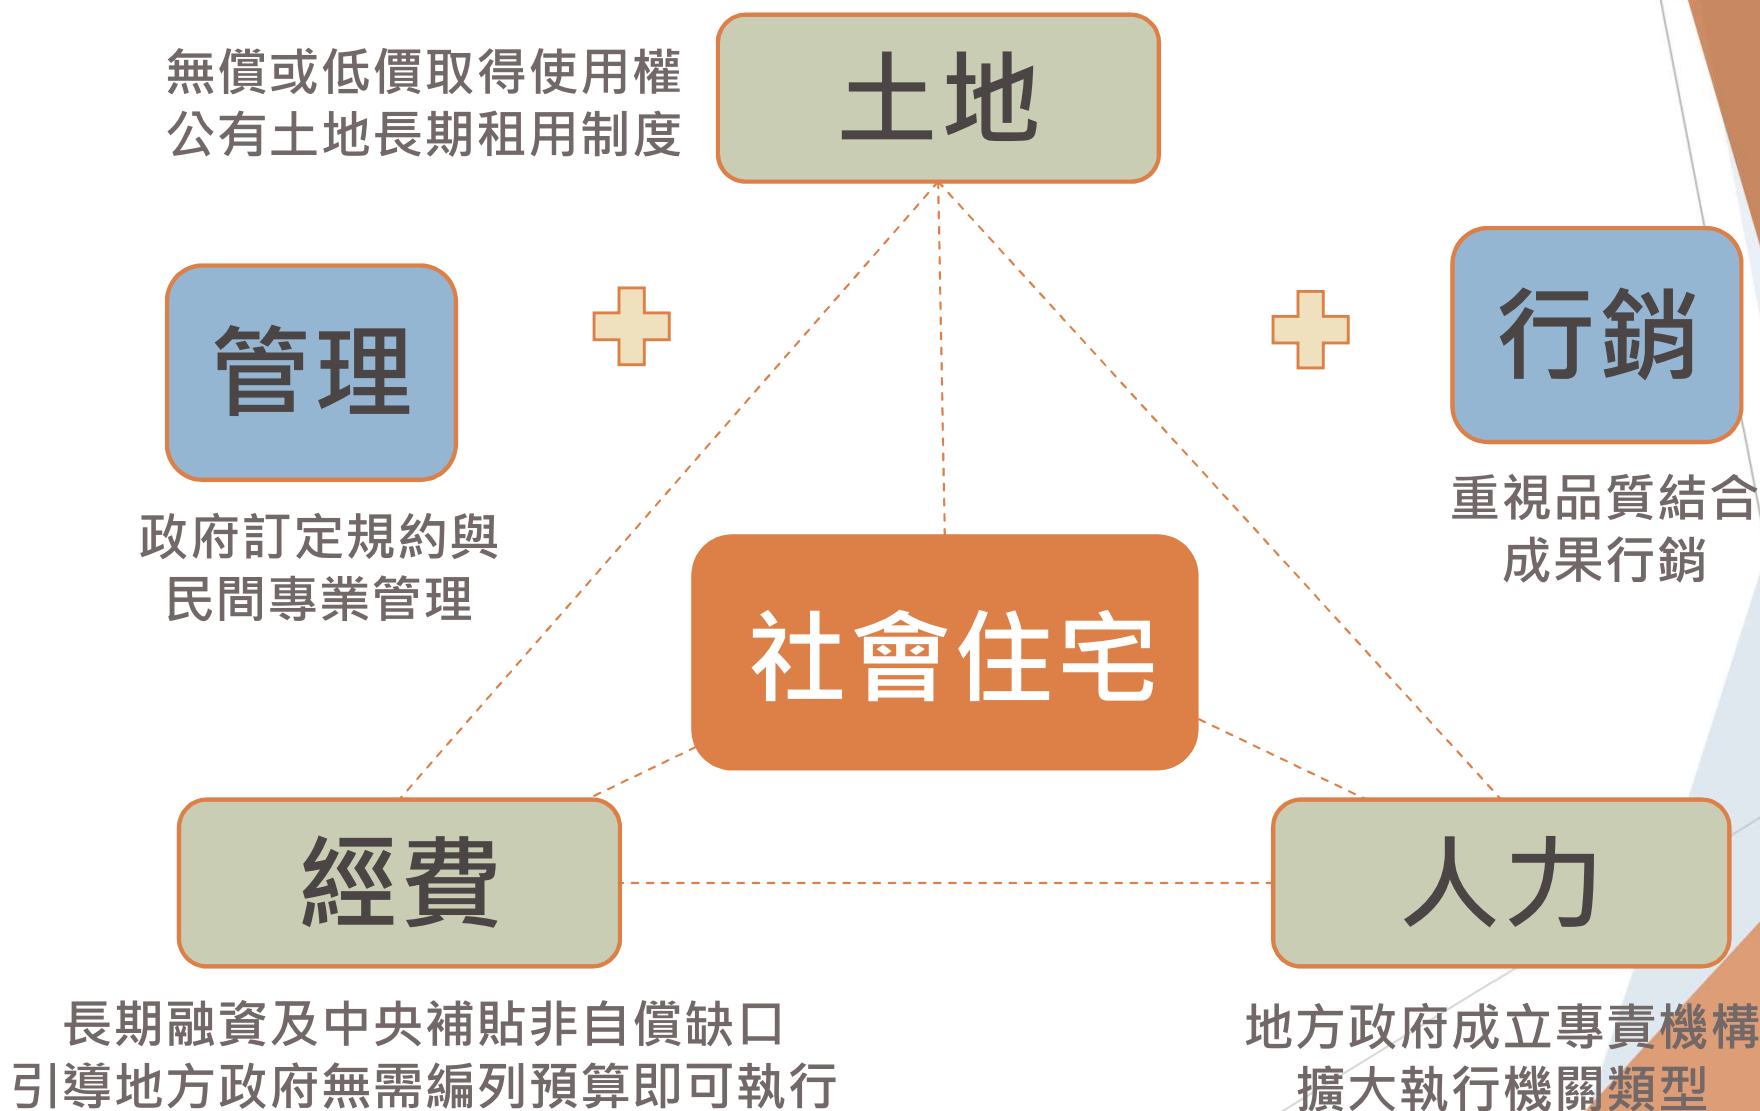 無償或低價取得使用權
公有土地長期租用制度
土地
管理
行銷
政府訂定規約與
民間專業管理
重視品質結合
成果行銷
社會住宅
經費
人力
長期融資及中央補貼非自償缺口
引導地方政府無需編列預算即可執行
地方政府成立專責機構
擴大執行機關類型